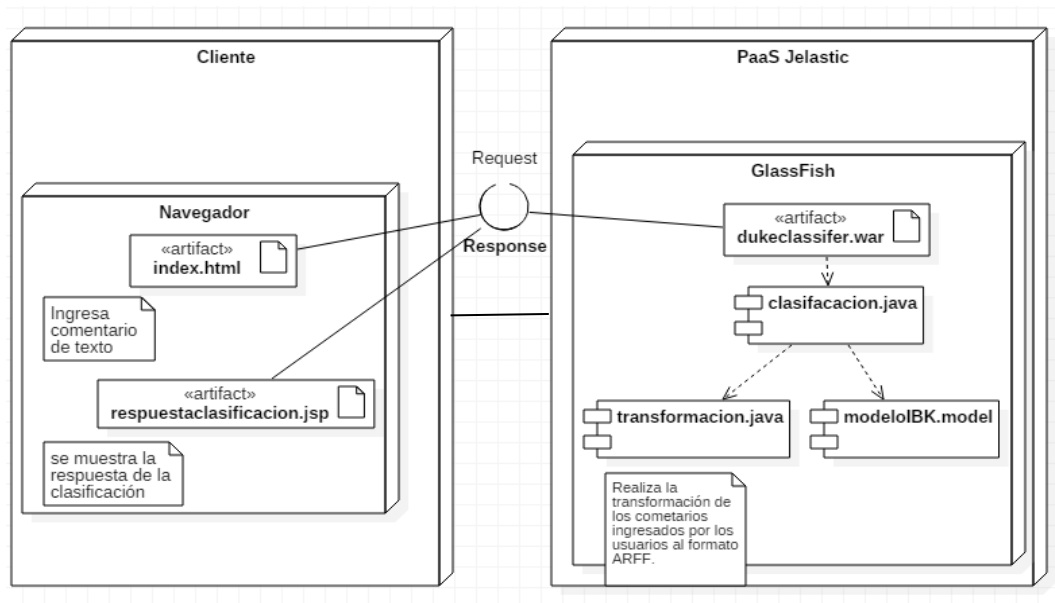 Cliente
Navegador
«artifact»
index.html
Ingresa
comentario
de texto
«artifact»
respuestaclasificacion.jsp
se muestra la
respuesta de la
clasificación
Request
Response
PaaS Jelastic
GlassFish
«artifact»
dukeclassifer.war
clasifacacion.java
transformacion.java
modeloIBK.model
Realiza la
transformación de
los cometarios
ingresados por los
usuarios al formato
ARFF.